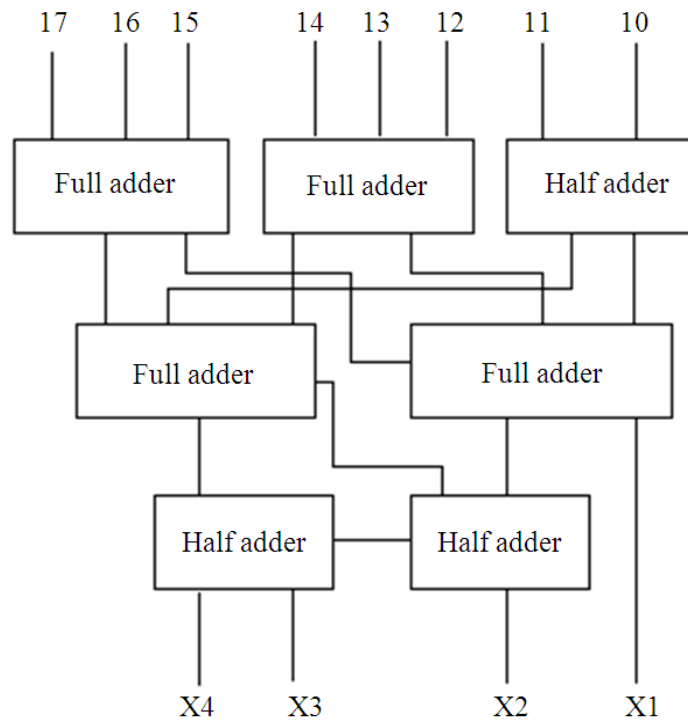 17 16 15 14 13 12 11 10
Full adder Full adder Half adder
Full adder Full adder
Half adder Half adder
X4 X3 X2 X1